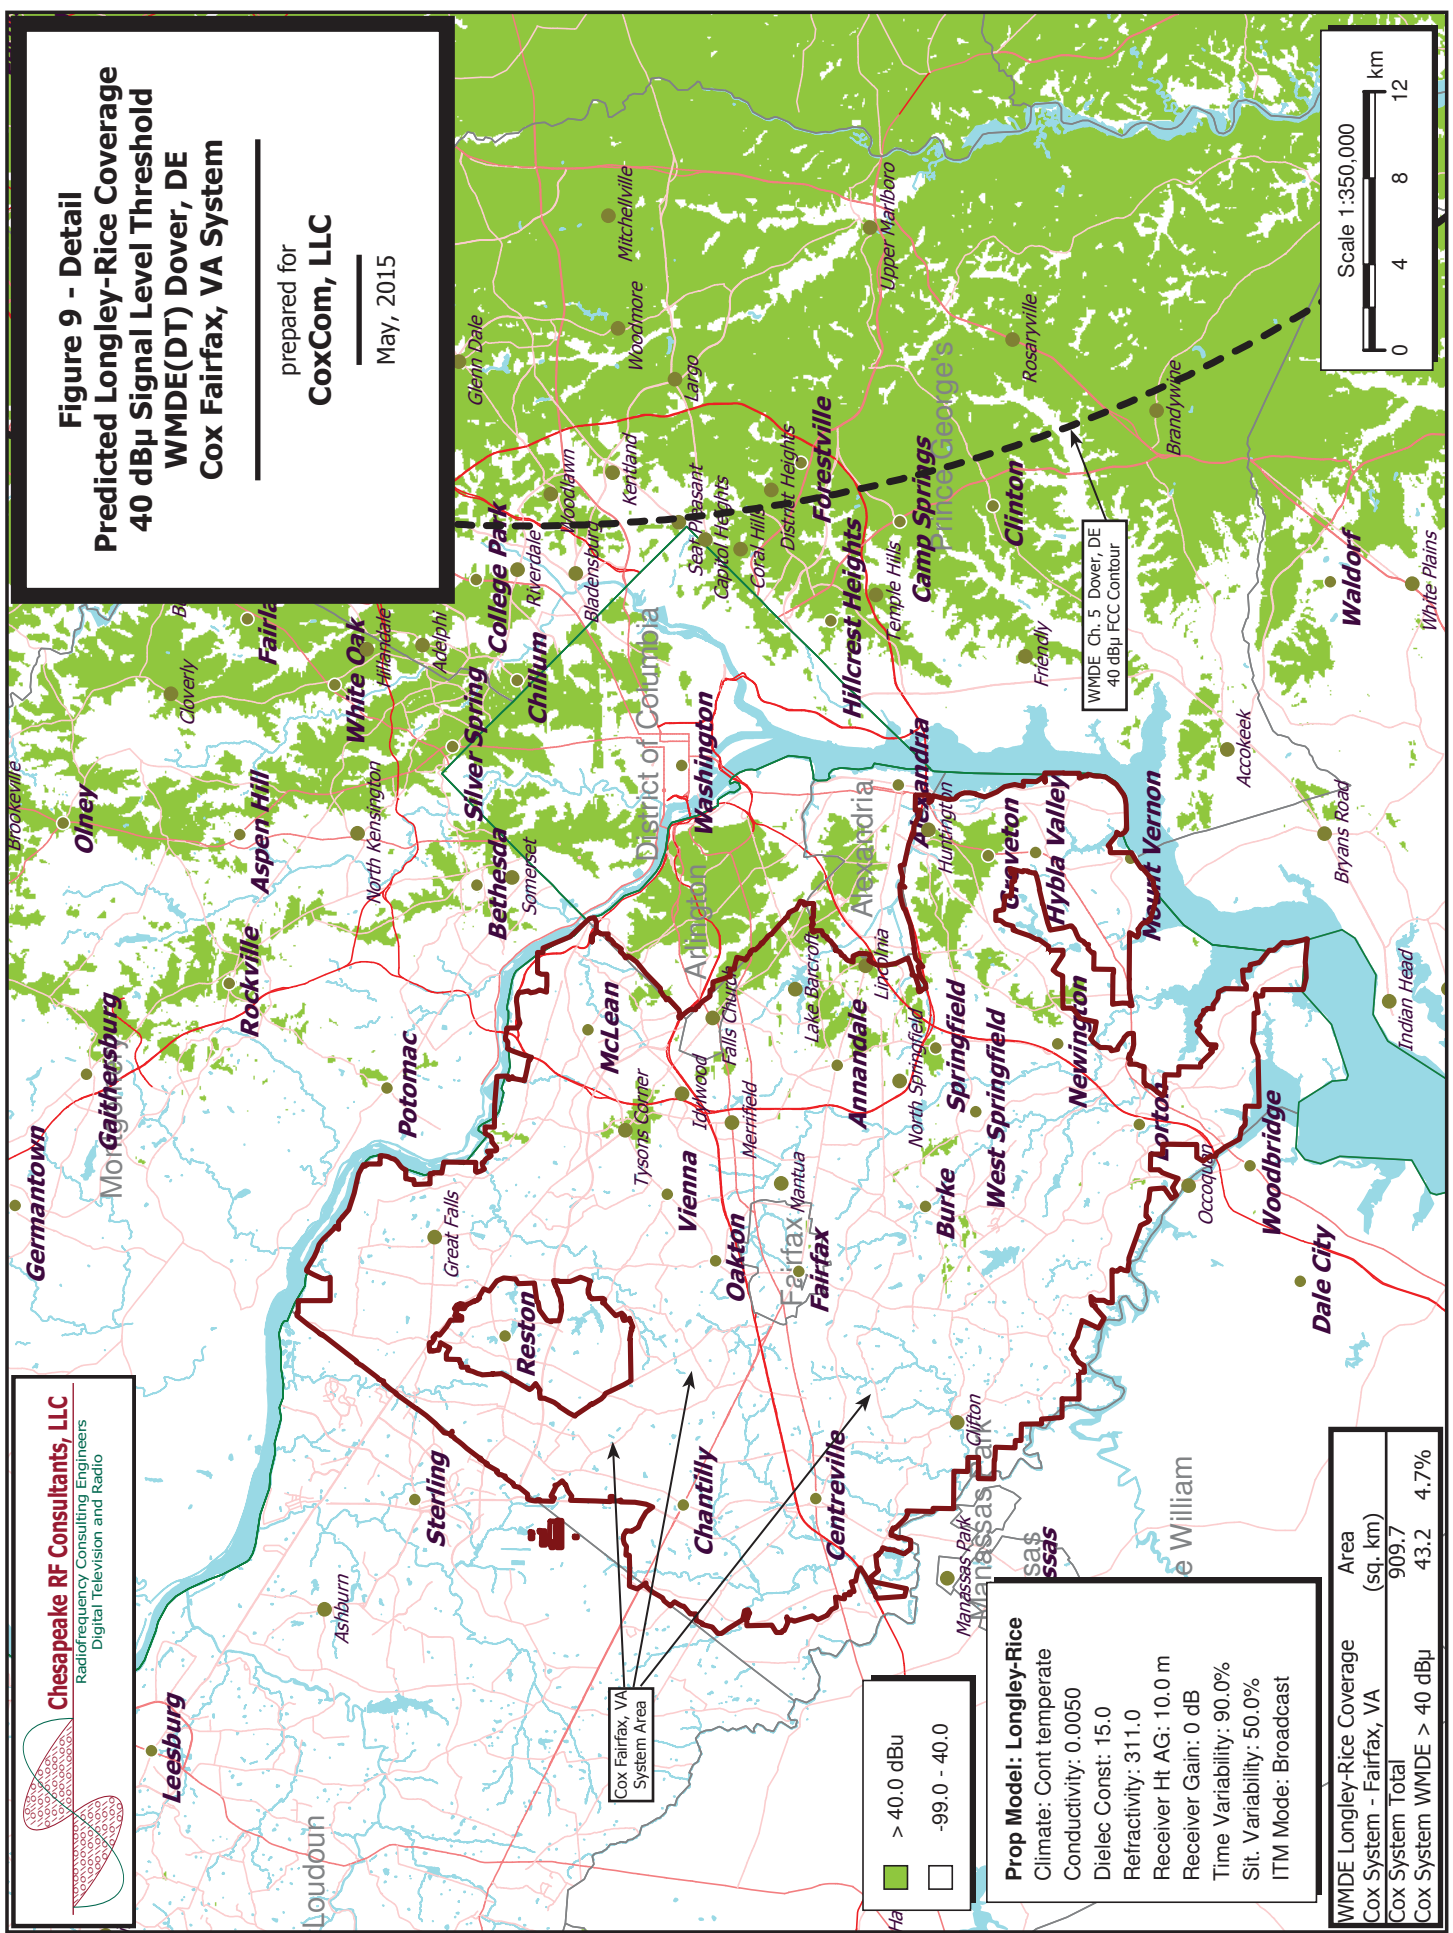 Chesapeake RF Consultants, LLC
Radiofrequency Consulting Engineers
Digital Television and Radio
Figure 9 - Detail
Predicted Longley-Rice Coverage
40 dBµ Signal Level Threshold
WMDE(DT) Dover, DE
Cox Fairfax, VA System
prepared for
CoxCom, LLC
May, 2015
Germantown
Gaithersburg
Rockville
Aspen Hill
Olney
Brookeville
Cloverly
North Kensington
White Oak
Hillandale
Adelphi
Silver Spring
College Park
Chillum
Riverdale
Woodlawn
Bladensburg
Kentland
Glenn Dale
Woodmore
Mitchellville
Largo
Leesburg
Ashburn
Loudoun
Sterling
Great Falls
Potomac
Bethesda
Somerset
Reston
McLean
Tysons Corner
Idylwood
Falls Church
Merrifield
Vienna
Oakton
Mantua
Fairfax
Fairfax
Arlington
District of Columbia
Washington
Seat Pleasant
Capitol Heights
Coral Hills
District Heights
Forestville
Upper Marlboro
Chantilly
Centreville
Lake Barcroft
Lincolnia
Annandale
Alexandria
Alexandria
Huntington
Hillcrest Heights
Temple Hills
Camp Springs
Prince George's
Clinton
Rosaryville
Brandywine
North Springfield
Springfield
West Springfield
Burke
Newington
Groveton
Hybla Valley
Mount Vernon
Friendly
Accokeek
Waldorf
White Plains
Bryans Road
Indian Head
Clifton
Manassas Park
Manassas Park
ssas
sas
e William
Lorton
Occoquan
Woodbridge
Dale City
Ha
Cox Fairfax, VA
System Area
WMDE Ch. 5 Dover, DE
40 dBµ FCC Contour
> 40.0 dBu
-99.0 - 40.0
Prop Model: Longley-Rice
Climate: Cont temperate
Conductivity: 0.0050
Dielec Const: 15.0
Refractivity: 311.0
Receiver Ht AG: 10.0 m
Receiver Gain: 0 dB
Time Variability: 90.0%
Sit. Variability: 50.0%
ITM Mode: Broadcast
WMDE Longley-Rice Coverage Area
Cox System - Fairfax, VA (sq. km)
Cox System Total 909.7
Cox System WMDE > 40 dBµ 43.2 4.7%
Scale 1:350,000
0 4 8 12 km